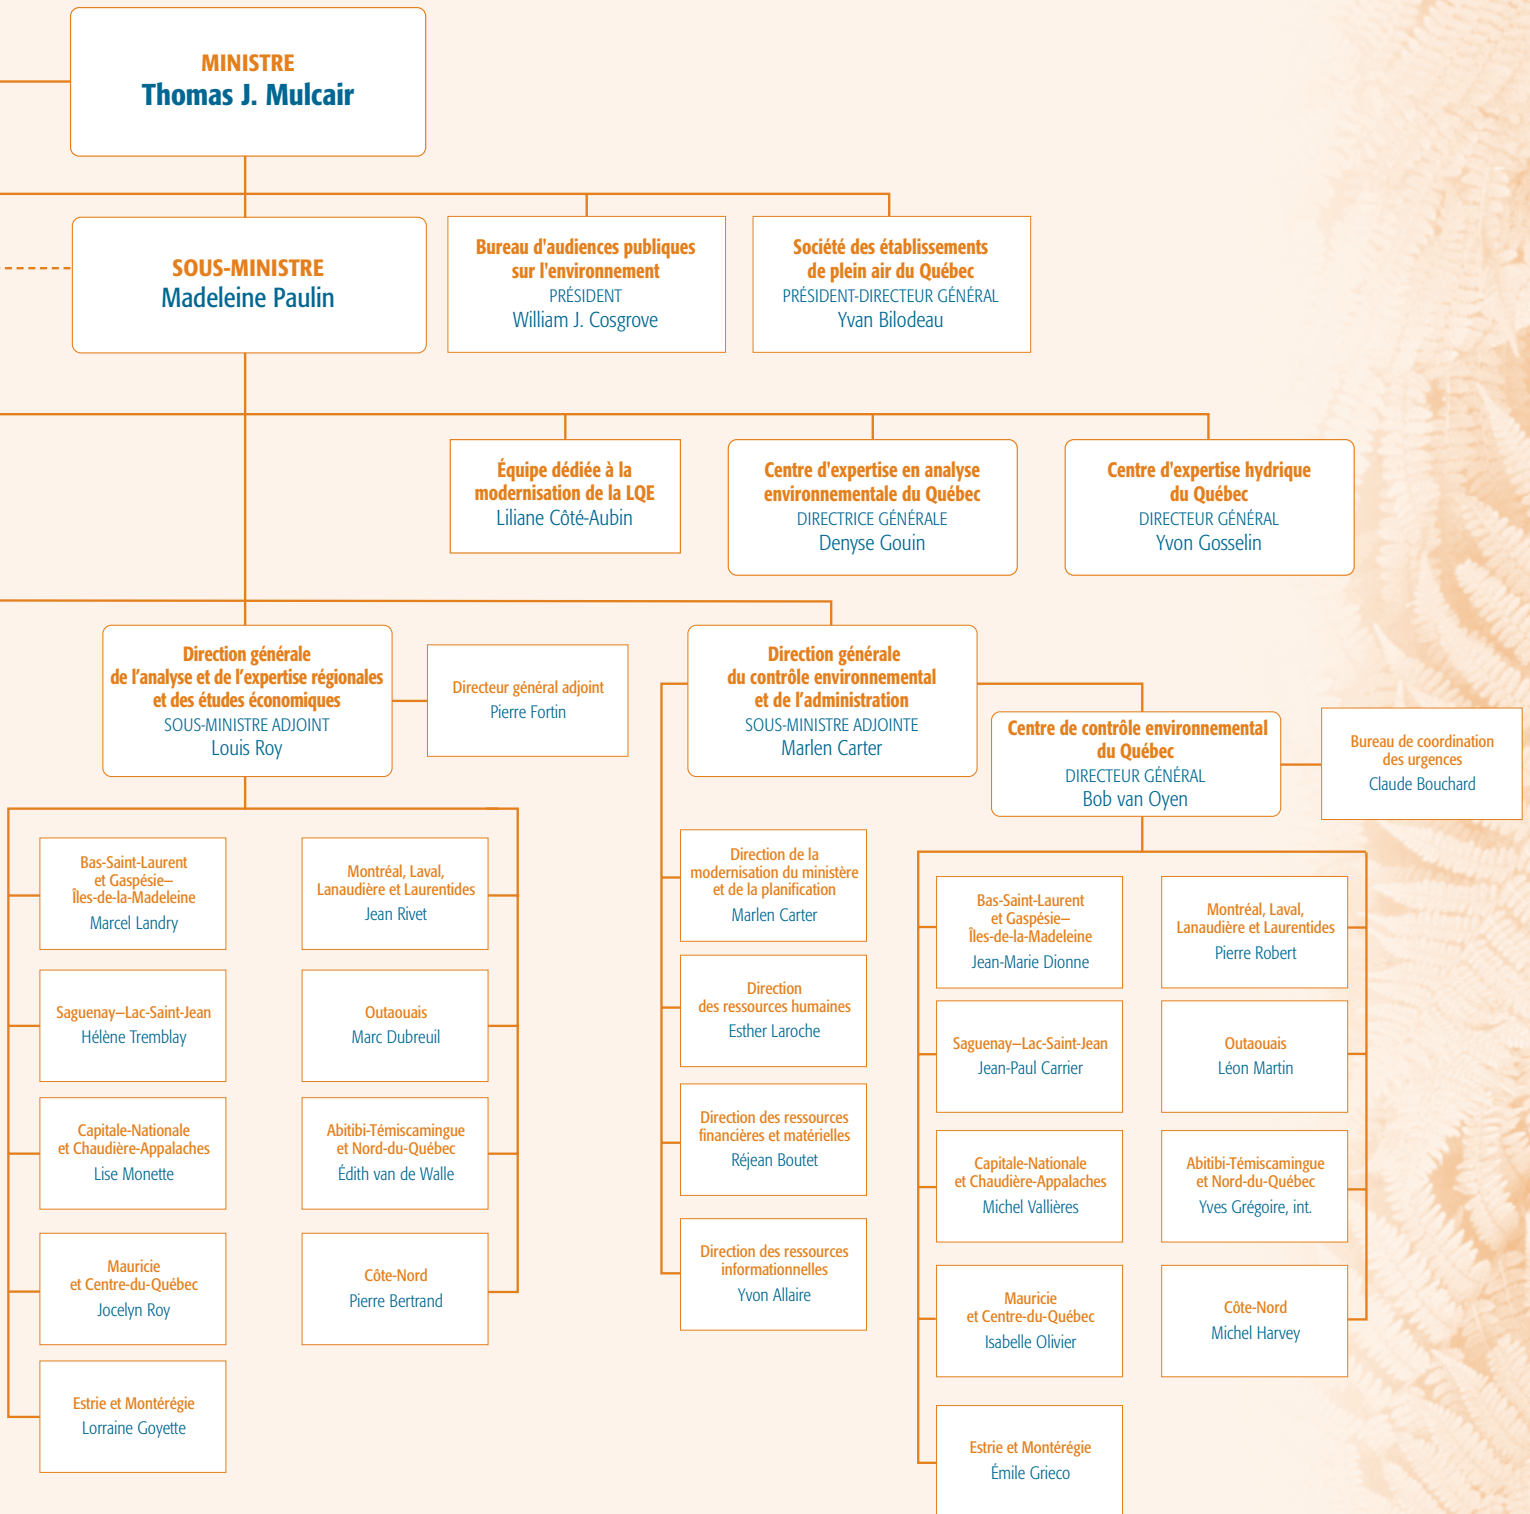 MINISTRE
Thomas J. Mulcair
SOUS-MINISTRE
Madeleine Paulin
Bureau d'audiences publiques
sur l'environnement
PRÉSIDENT
William J. Cosgrove
Société des établissements
de plein air du Québec
PRÉSIDENT-DIRECTEUR GÉNÉRAL
Yvan Bilodeau
Équipe dédiée à la
modernisation de la LQE
Liliane Côté-Aubin
Centre d'expertise en analyse
environnementale du Québec
DIRECTRICE GÉNÉRALE
Denyse Gouin
Centre d'expertise hydrique
du Québec
DIRECTEUR GÉNÉRAL
Yvon Gosselin
Direction générale
de l’analyse et de l’expertise régionales
et des études économiques
SOUS-MINISTRE ADJOINT
Louis Roy
Directeur général adjoint
Pierre Fortin
Direction générale
du contrôle environnemental
et de l’administration
SOUS-MINISTRE ADJOINTE
Marlen Carter
Centre de contrôle environnemental
du Québec
DIRECTEUR GÉNÉRAL
Bob van Oyen
Bureau de coordination
des urgences
Claude Bouchard
Bas-Saint-Laurent
et Gaspésie–
Îles-de-la-Madeleine
Marcel Landry
Montréal, Laval,
Lanaudière et Laurentides
Jean Rivet
Saguenay–Lac-Saint-Jean
Hélène Tremblay
Outaouais
Marc Dubreuil
Capitale-Nationale
et Chaudière-Appalaches
Lise Monette
Abitibi-Témiscamingue
et Nord-du-Québec
Édith van de Walle
Mauricie
et Centre-du-Québec
Jocelyn Roy
Côte-Nord
Pierre Bertrand
Estrie et Montérégie
Lorraine Goyette
Direction de la
modernisation du ministère
et de la planification
Marlen Carter
Direction
des ressources humaines
Esther Laroche
Direction des ressources
financières et matérielles
Réjean Boutet
Direction des ressources
informationnelles
Yvon Allaire
Bas-Saint-Laurent
et Gaspésie–
Îles-de-la-Madeleine
Jean-Marie Dionne
Montréal, Laval,
Lanaudière et Laurentides
Pierre Robert
Saguenay–Lac-Saint-Jean
Jean-Paul Carrier
Outaouais
Léon Martin
Capitale-Nationale
et Chaudière-Appalaches
Michel Vallières
Abitibi-Témiscamingue
et Nord-du-Québec
Yves Grégoire, int.
Mauricie
et Centre-du-Québec
Isabelle Olivier
Côte-Nord
Michel Harvey
Estrie et Montérégie
Émile Grieco